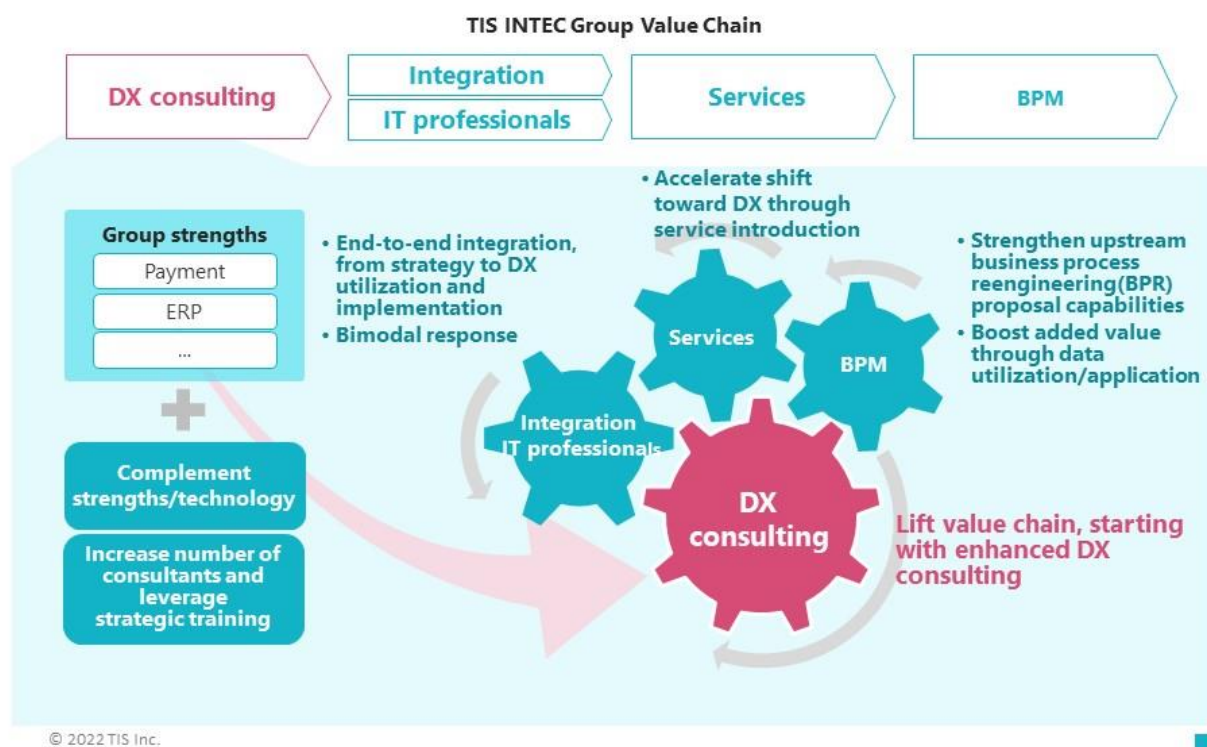 TIS INTEC Group Value Chain
DX consulting
Integration
IT professionals
Services
BPM
Group strengths
Payment
ERP
...
Complement
strengths/technology
Increase number of
consultants and
leverage
strategic training
• End-to-end integration,
from strategy to DX
utilization and
implementation
• Bimodal response
• Accelerate shift
toward DX through
service introduction
• Strengthen upstream
business process
reengineering(BPR)
proposal capabilities
• Boost added value
through data
utilization/application
Services
BPM
Integration
IT professionals
DX
consulting
Lift value chain, starting
with enhanced DX
consulting
© 2022 TIS Inc.